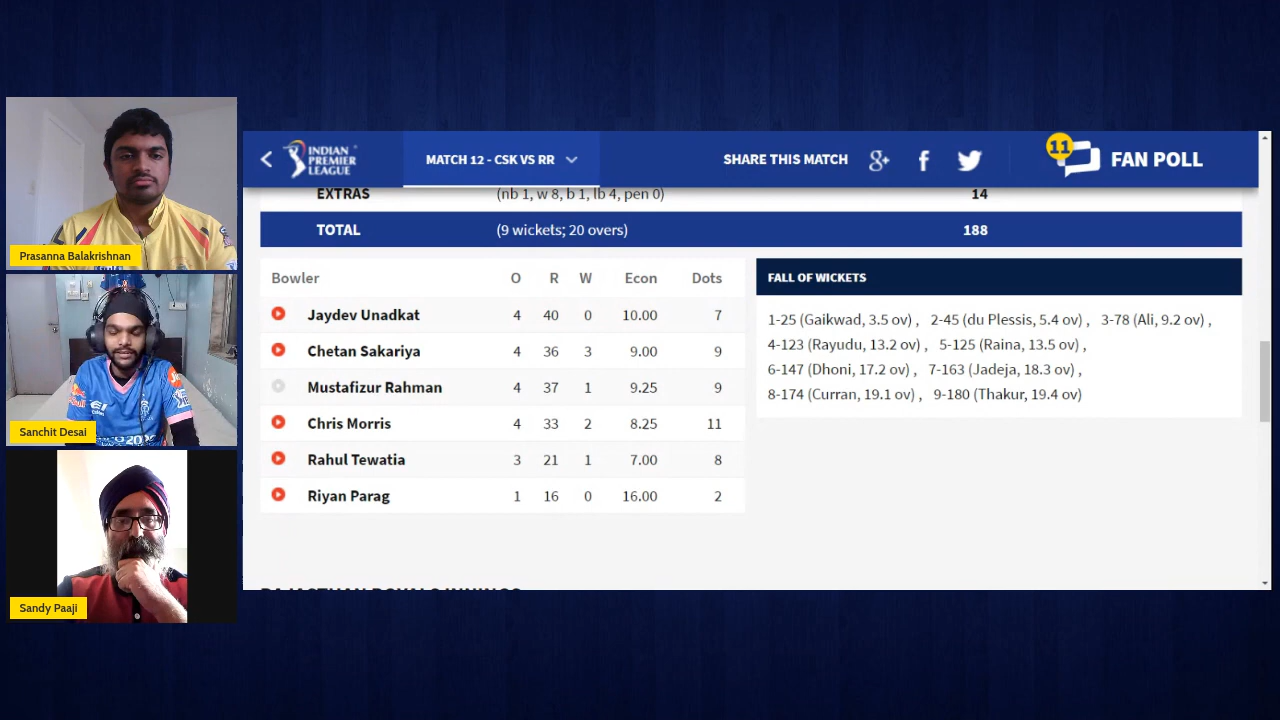 INDIAN
PREMIER
LEAGUE
MATCH 12 - CSK VS RR
SHARE THIS MATCH
11
FAN POLL
EXTRAS (nb 1, w 8, b 1, lb 4, pen 0) 14
TOTAL (9 wickets; 20 overs) 188
Bowler O R W Econ Dots
Jaydev Unadkat 4 40 0 10.00 7
Chetan Sakariya 4 36 3 9.00 9
Mustafizur Rahman 4 37 1 9.25 9
Chris Morris 4 33 2 8.25 11
Rahul Tewatia 3 21 1 7.00 8
Riyan Parag 1 16 0 16.00 2
FALL OF WICKETS
1-25 (Gaikwad, 3.5 ov) , 2-45 (du Plessis, 5.4 ov) , 3-78 (Ali, 9.2 ov) ,
4-123 (Rayudu, 13.2 ov) , 5-125 (Raina, 13.5 ov) ,
6-147 (Dhoni, 17.2 ov) , 7-163 (Jadeja, 18.3 ov) ,
8-174 (Curran, 19.1 ov) , 9-180 (Thakur, 19.4 ov)
Prasanna Balakrishnan
Sanchit Desai
Sandy Paaji